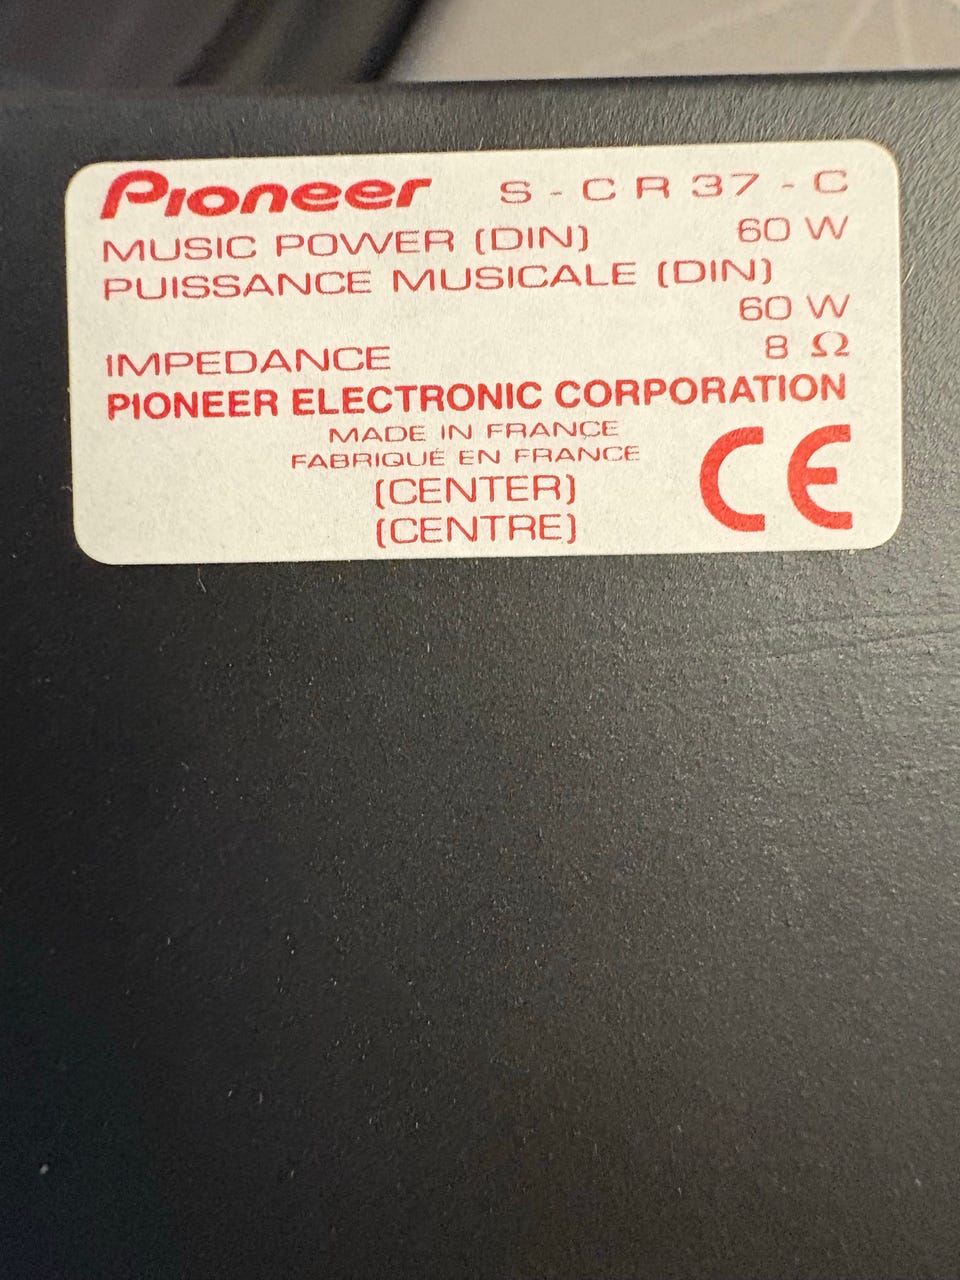 Pioneer S-CR37-C
MUSIC POWER (DIN) 60 W
PUISSANCE MUSICALE (DIN)
60 W
IMPEDANCE 8 Ω
PIONEER ELECTRONIC CORPORATION
MADE IN FRANCE
FABRIQUÉ EN FRANCE
(CENTER)
(CENTRE)
CE